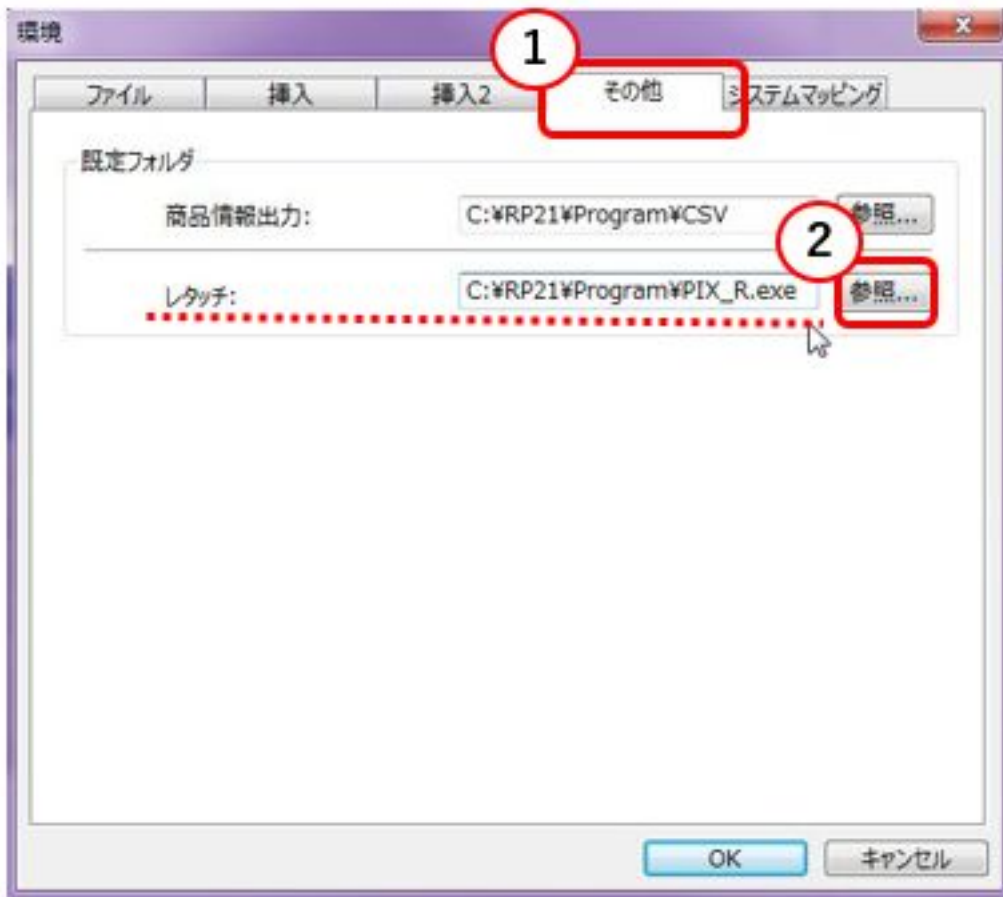 環境
1
ファイル 挿入 挿入2 その他 システムマッピング
既定フォルダ
商品情報出力: C:¥RP21¥Program¥CSV 参照...
2
レタッチ: C:¥RP21¥Program¥PIX_R.exe 参照...
OK キャンセル